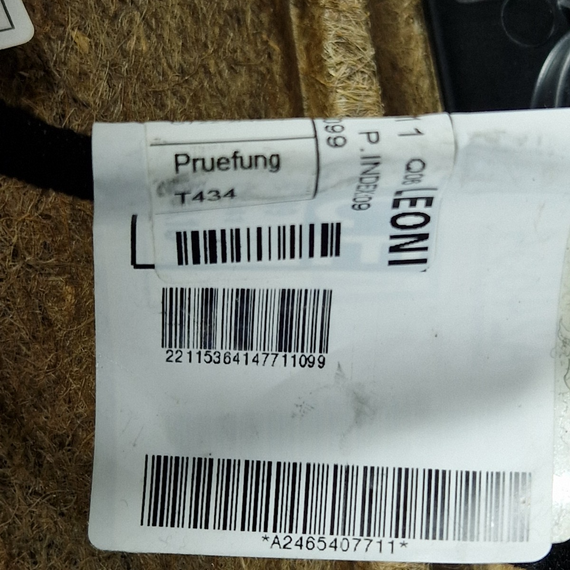 Pruefung
T434
099
P. INDEX:09
LEONI
22115364147711099
*A2465407711*